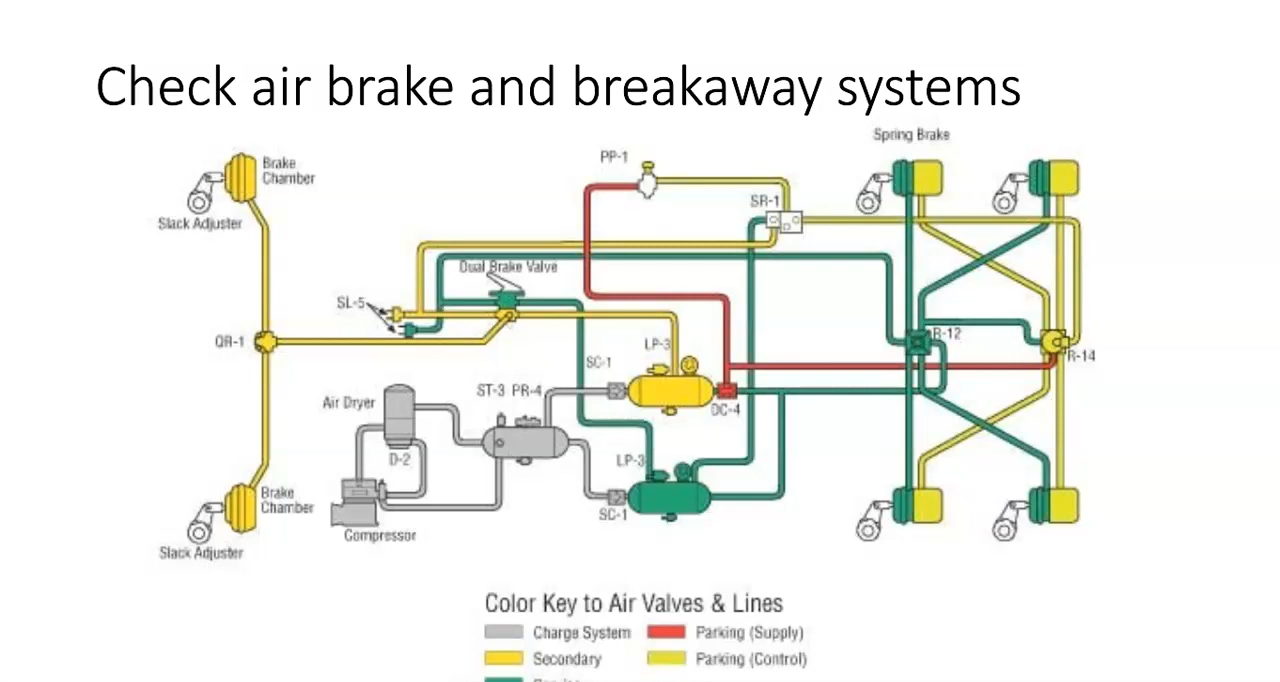 Check air brake and breakaway systems
Spring Brake
Brake
Chamber
PP-1
Slack Adjuster
SR-1
Dual Brake Valve
SL-5
QR-1
R-12
LP-3
R-14
SC-1
ST-3 PR-4
Air Dryer
DC-4
D-2
LP-3
Brake
Chamber
SC-1
Compressor
Slack Adjuster
Color Key to Air Valves & Lines
Charge System
Parking (Supply)
Secondary
Parking (Control)